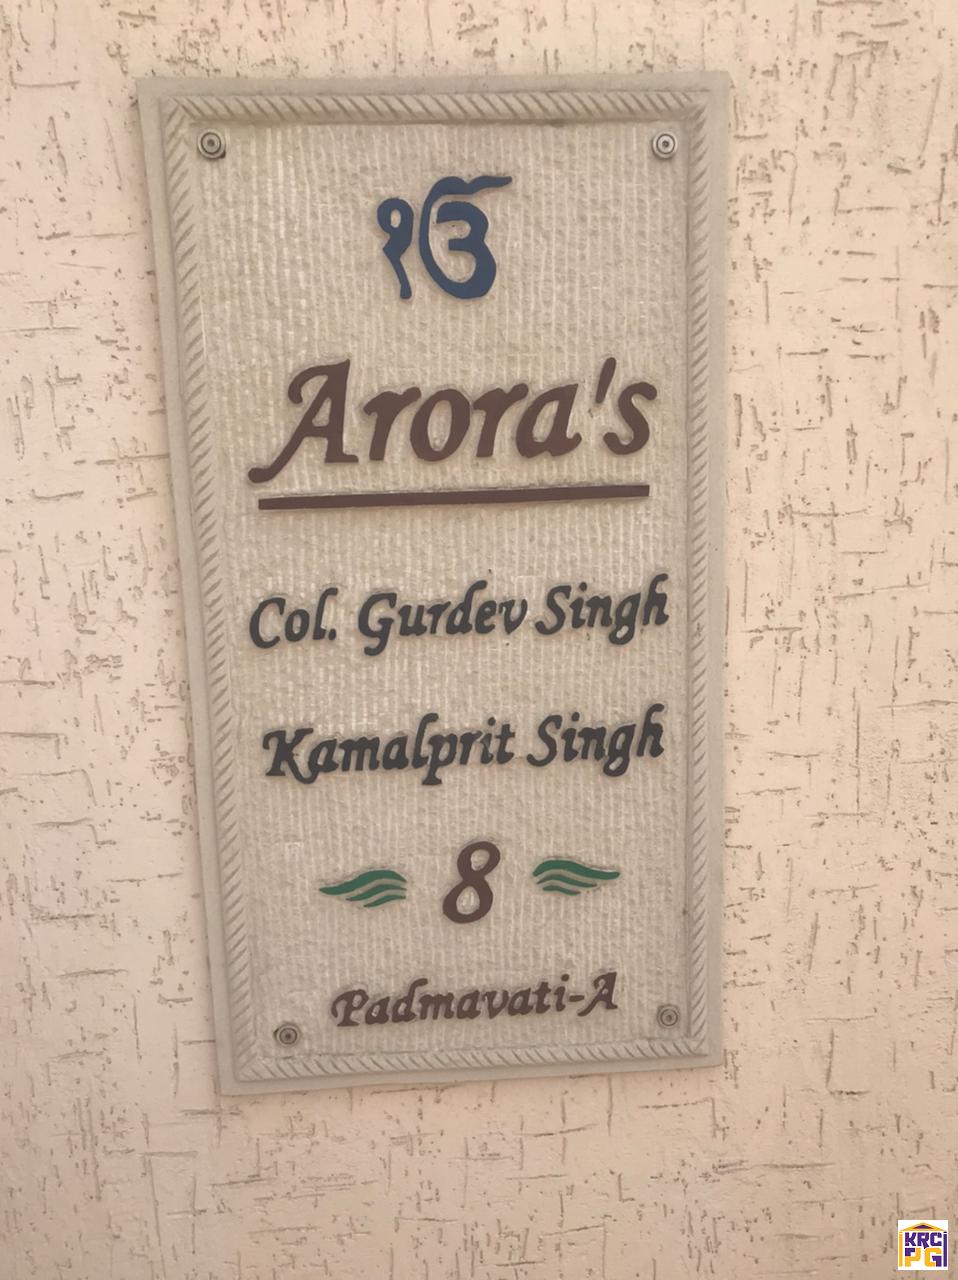 ੴ
Arora's
Col. Gurdev Singh
Kamalprit Singh
8
Padmavati-A
KRC
PG